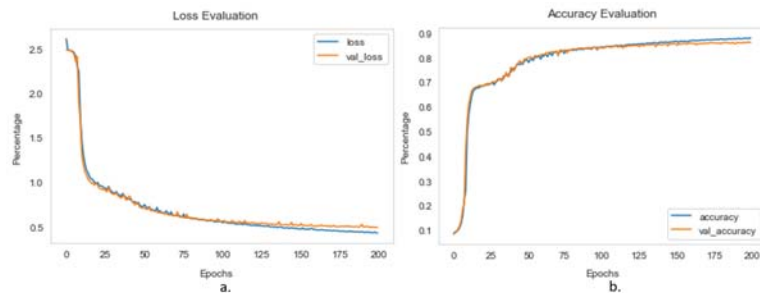 Loss Evaluation
loss
val_loss
2.5
2.0
1.5
1.0
0.5
Percentage
0 25 50 75 100 125 150 175 200
Epochs
a.
Accuracy Evaluation
0.9
0.8
0.7
0.6
0.5
0.4
0.3
0.2
0.1
Percentage
accuracy
val_accuracy
0 25 50 75 100 125 150 175 200
Epochs
b.